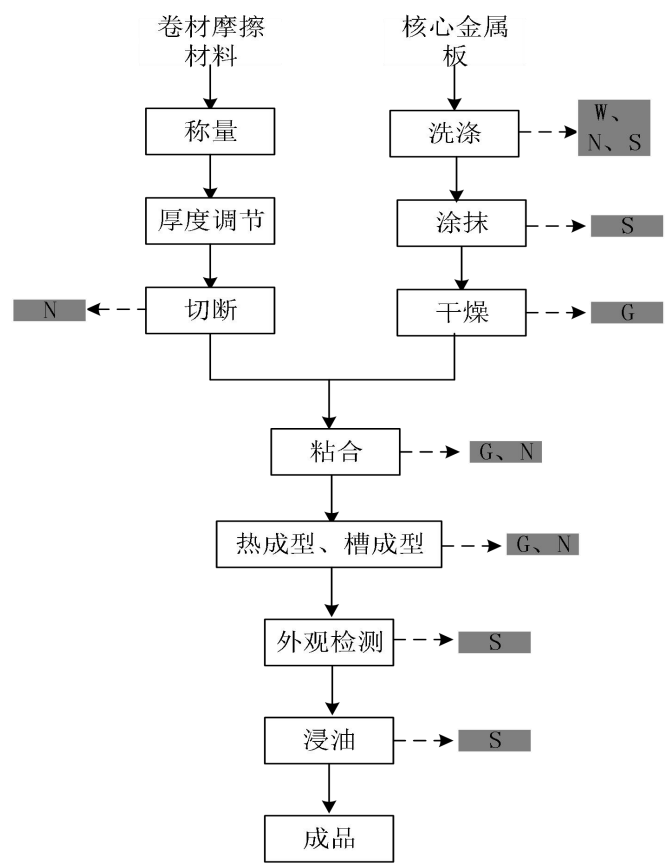 卷材摩擦
材料
核心金属
板
称量
洗涤
W、
N、S
厚度调节
涂抹
S
N
切断
干燥
G
粘合
G、N
热成型、槽成型
G、N
外观检测
S
浸油
S
成品